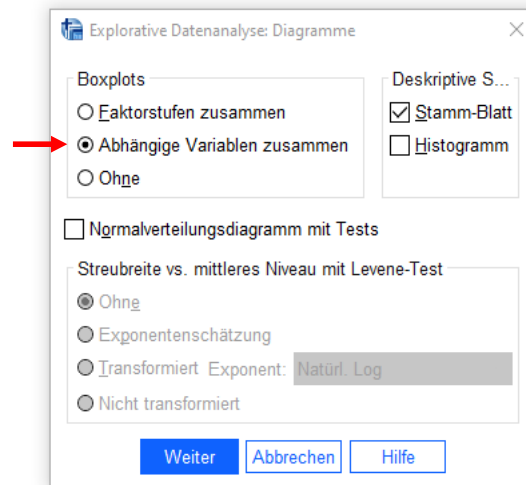 Explorative Datenanalyse: Diagramme
Boxplots
Faktorstufen zusammen
Abhängige Variablen zusammen
Ohne
Deskriptive S...
Stamm-Blatt
Histogramm
Normalverteilungsdiagramm mit Tests
Streubreite vs. mittleres Niveau mit Levene-Test
Ohne
Exponentenschätzung
Transformiert Exponent: Natürl. Log
Nicht transformiert
Weiter Abbrechen Hilfe